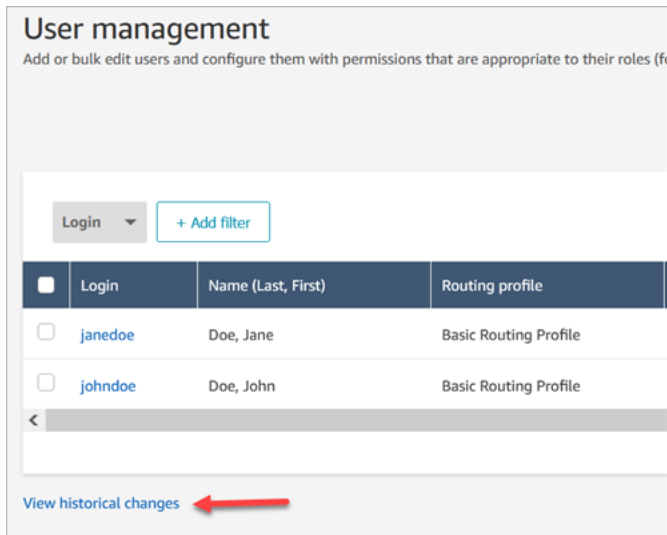 User management
Add or bulk edit users and configure them with permissions that are appropriate to their roles (fo
Login + Add filter
Login Name (Last, First) Routing profile
janedoe Doe, Jane Basic Routing Profile
johndoe Doe, John Basic Routing Profile
View historical changes